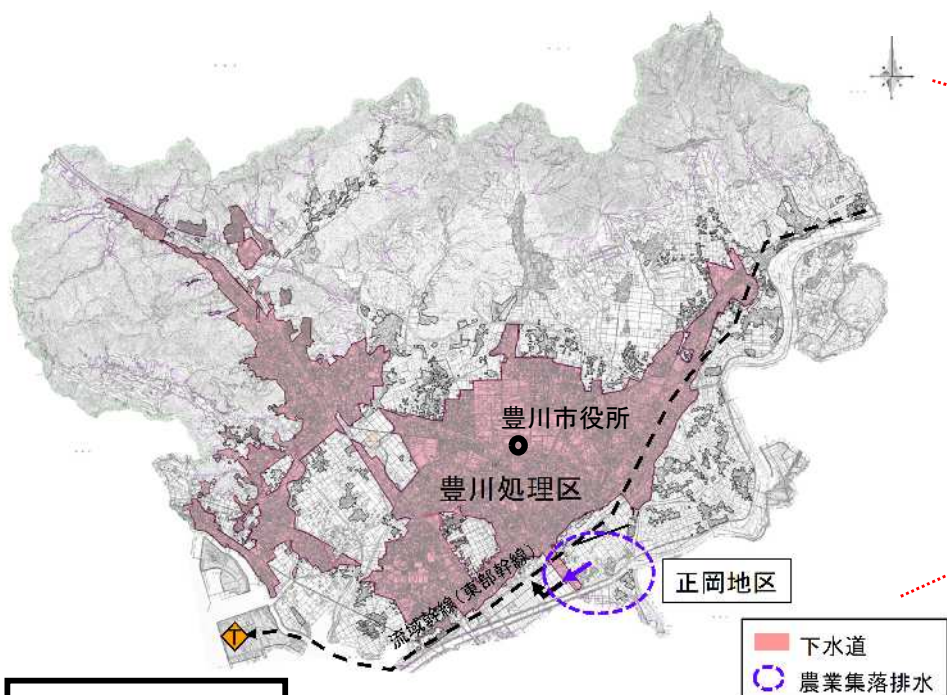 豊川市役所
豊川処理区
流域幹線(東部幹線)
正岡地区
T
下水道
農業集落排水